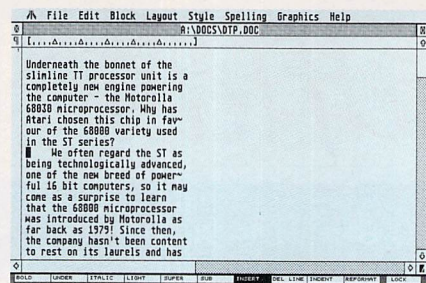 File Edit Block Layout Style Spelling Graphics Help
A:\DOCS\DTP.DOC
Underneath the bonnet of the
slimline TT processor unit is a
completely new engine powering
the computer - the Motorolla
68030 microprocessor. Why has
Atari chosen this chip in fav~
our of the 68000 variety used
in the ST series?
We often regard the ST as
being technologically advanced,
one of the new breed of power~
ful 16 bit computers, so it may
come as a surprise to learn
that the 68000 microprocessor
was introduced by Motorolla as
far back as 1979! Since then,
the company hasn't been content
to rest on its laurels and has
BOLD UNDER ITALIC LIGHT SUPER SUB INSERT DEL LINE INDENT REFORMAT LOCK